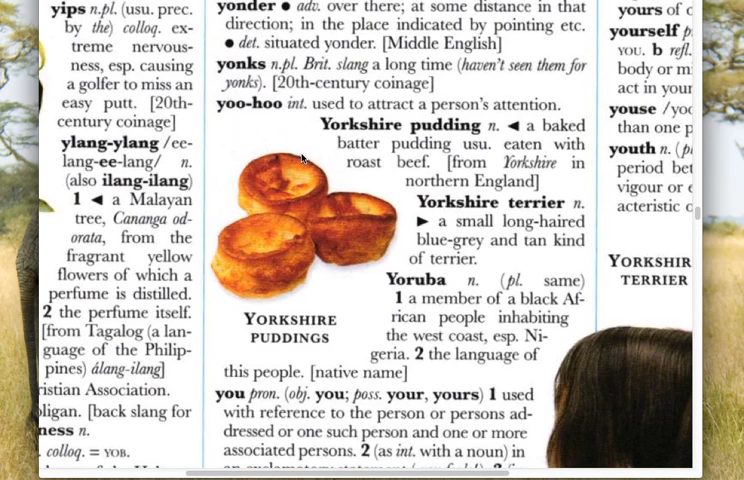 yips n.pl. (usu. prec.
by the) colloq. ex-
treme nervous-
ness, esp. causing
a golfer to miss an
easy putt. [20th-
century coinage]
ylang-ylang /ee-
lang-ee-lang/ n.
(also ilang-ilang)
1 ◄ a Malayan
tree, Cananga od-
orata, from the
fragrant yellow
flowers of which a
perfume is distilled.
2 the perfume itself.
[from Tagalog (a lan-
guage of the Philip-
pines) álang-ilang]
ristian Association.
oligan. [back slang for
ness n.
. colloq. = YOB.
yonder ● adv. over there; at some distance in that
direction; in the place indicated by pointing etc.
● det. situated yonder. [Middle English]
yonks n.pl. Brit. slang a long time (haven't seen them for
yonks). [20th-century coinage]
yoo-hoo int. used to attract a person's attention.
Yorkshire pudding n. ◄ a baked
batter pudding usu. eaten with
roast beef. [from Yorkshire in
northern England]
Yorkshire terrier n.
► a small long-haired
blue-grey and tan kind
of terrier.
Yoruba n. (pl. same)
1 a member of a black Af-
rican people inhabiting
the west coast, esp. Ni-
geria. 2 the language of
this people. [native name]
YORKSHIRE
PUDDINGS
you pron. (obj. you; poss. your, yours) 1 used
with reference to the person or persons ad-
dressed or one such person and one or more
associated persons. 2 (as int. with a noun) in
yours of
yourself
YOU. b refl.
body or
act in your
youse
than one
youth n.
period
vigour or
acteristic
YORKSHIRE
TERRIER